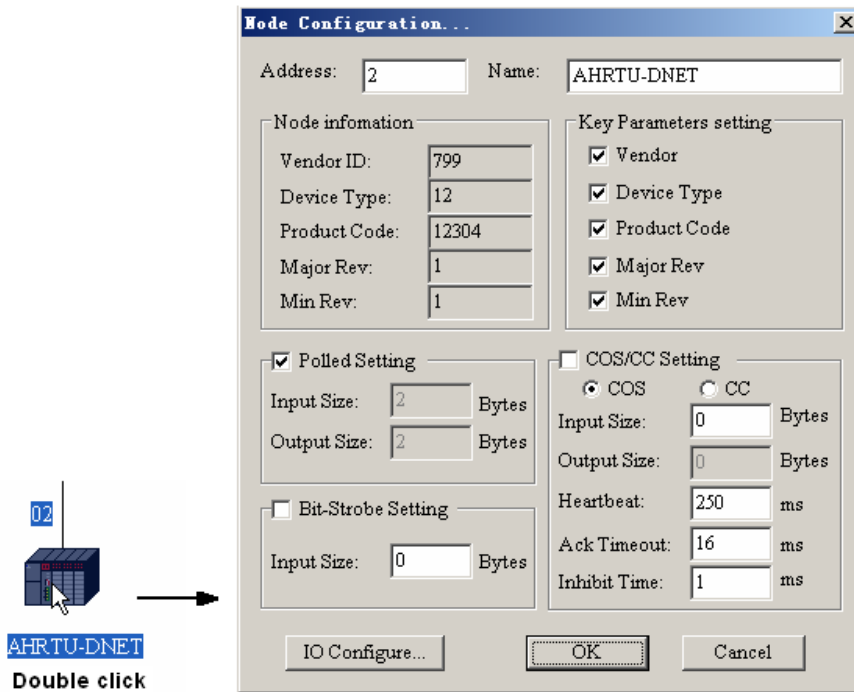 Node Configuration...
Address: 2 Name: AHRTU-DNET
Node infomation
Vendor ID: 799
Device Type: 12
Product Code: 12304
Major Rev: 1
Min Rev: 1
Key Parameters setting
Vendor
Device Type
Product Code
Major Rev
Min Rev
Polled Setting
Input Size: 2 Bytes
Output Size: 2 Bytes
Bit-Strobe Setting
Input Size: 0 Bytes
COS/CC Setting
COS CC
Input Size: 0 Bytes
Output Size: 0 Bytes
Heartbeat: 250 ms
Ack Timeout: 16 ms
Inhibit Time: 1 ms
IO Configure... OK Cancel
02
AHRTU-DNET
Double click